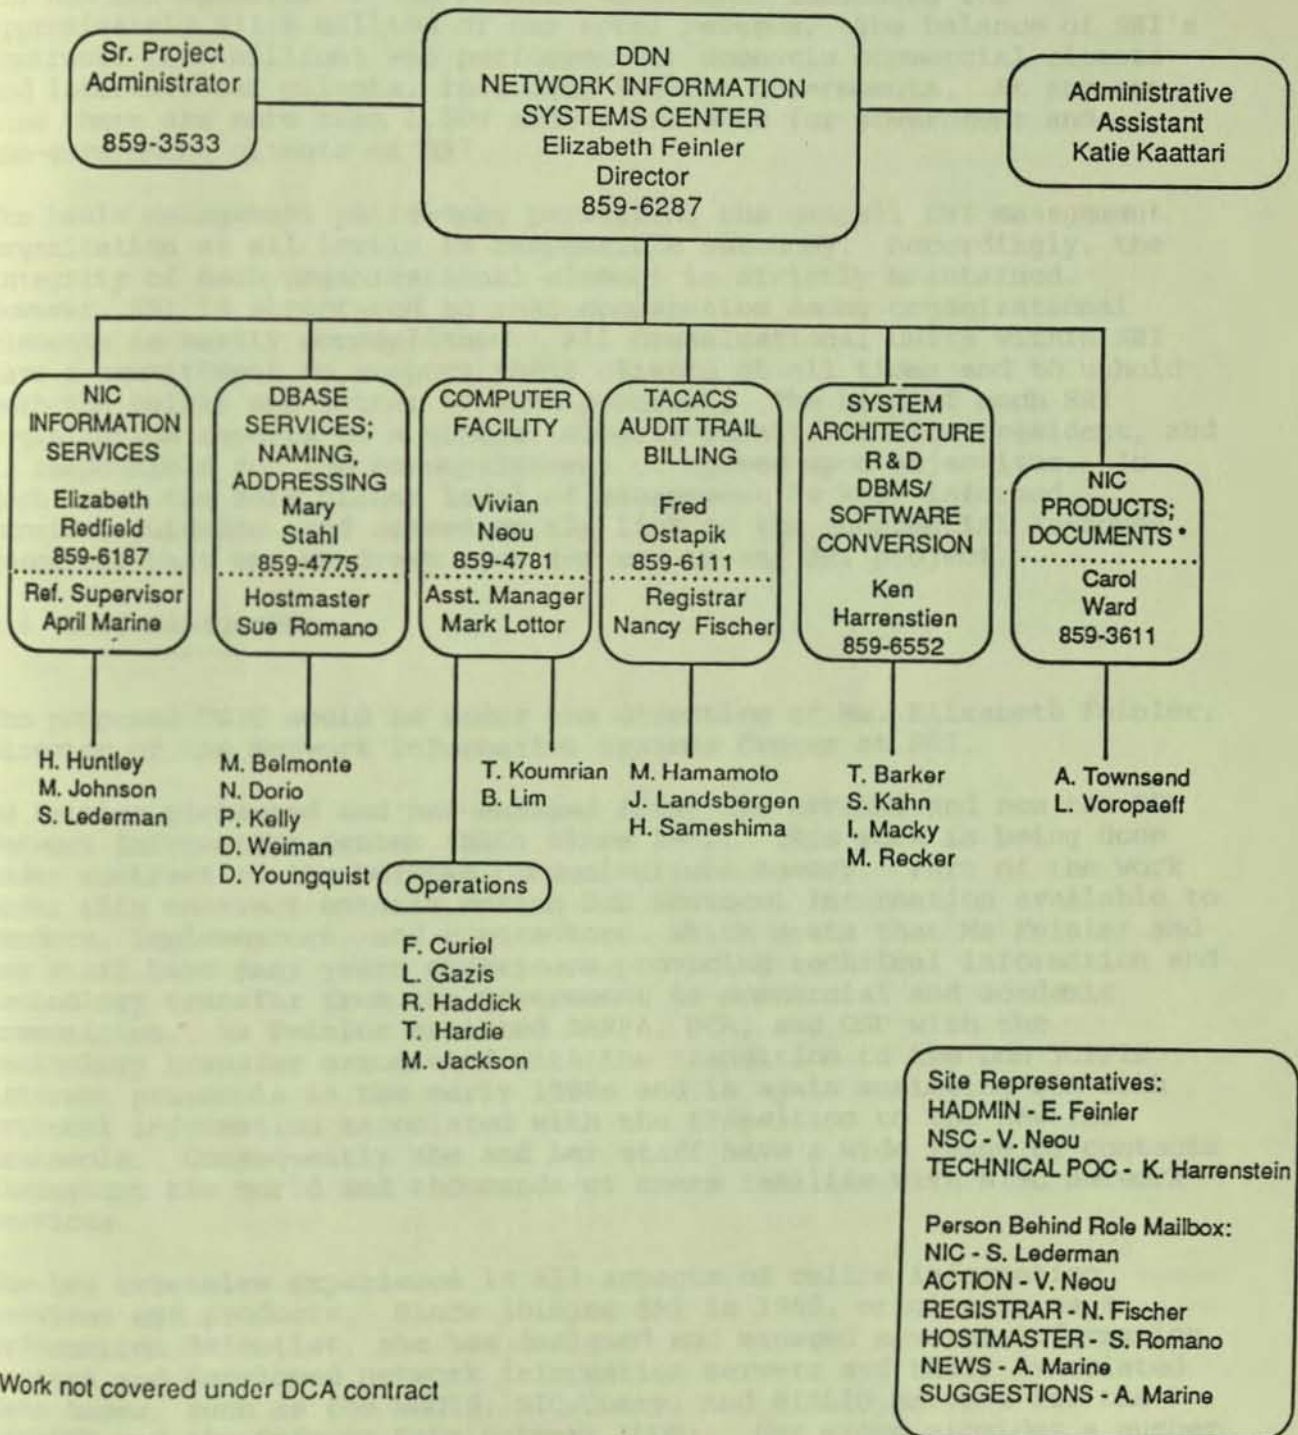 Sr. Project
Administrator
859-3533
DDN
NETWORK INFORMATION
SYSTEMS CENTER
Elizabeth Feinler
Director
859-6287
Administrative
Assistant
Katie Kaattari
NIC
INFORMATION
SERVICES
Elizabeth
Redfield
859-6187
Ref. Supervisor
April Marine
DBASE
SERVICES;
NAMING,
ADDRESSING
Mary
Stahl
859-4775
Hostmaster
Sue Romano
COMPUTER
FACILITY
Vivian
Neou
859-4781
Asst. Manager
Mark Lottor
TACACS
AUDIT TRAIL
BILLING
Fred
Ostapik
859-6111
Registrar
Nancy Fischer
SYSTEM
ARCHITECTURE
R & D
DBMS/
SOFTWARE
CONVERSION
Ken
Harrenstien
859-6552
NIC
PRODUCTS;
DOCUMENTS *
Carol
Ward
859-3611
H. Huntley
M. Johnson
S. Lederman
M. Belmonte
N. Dorio
P. Kelly
D. Weiman
D. Youngquist
T. Koumrian
B. Lim
M. Hamamoto
J. Landsbergen
H. Sameshima
T. Barker
S. Kahn
I. Macky
M. Recker
A. Townsend
L. Voropaeff
Operations
F. Curiel
L. Gazis
R. Haddick
T. Hardie
M. Jackson
Site Representatives:
HADMIN - E. Feinler
NSC - V. Neou
TECHNICAL POC - K. Harrenstein
Person Behind Role Mailbox:
NIC - S. Lederman
ACTION - V. Neou
REGISTRAR - N. Fischer
HOSTMASTER - S. Romano
NEWS - A. Marine
SUGGESTIONS - A. Marine
Work not covered under DCA contract